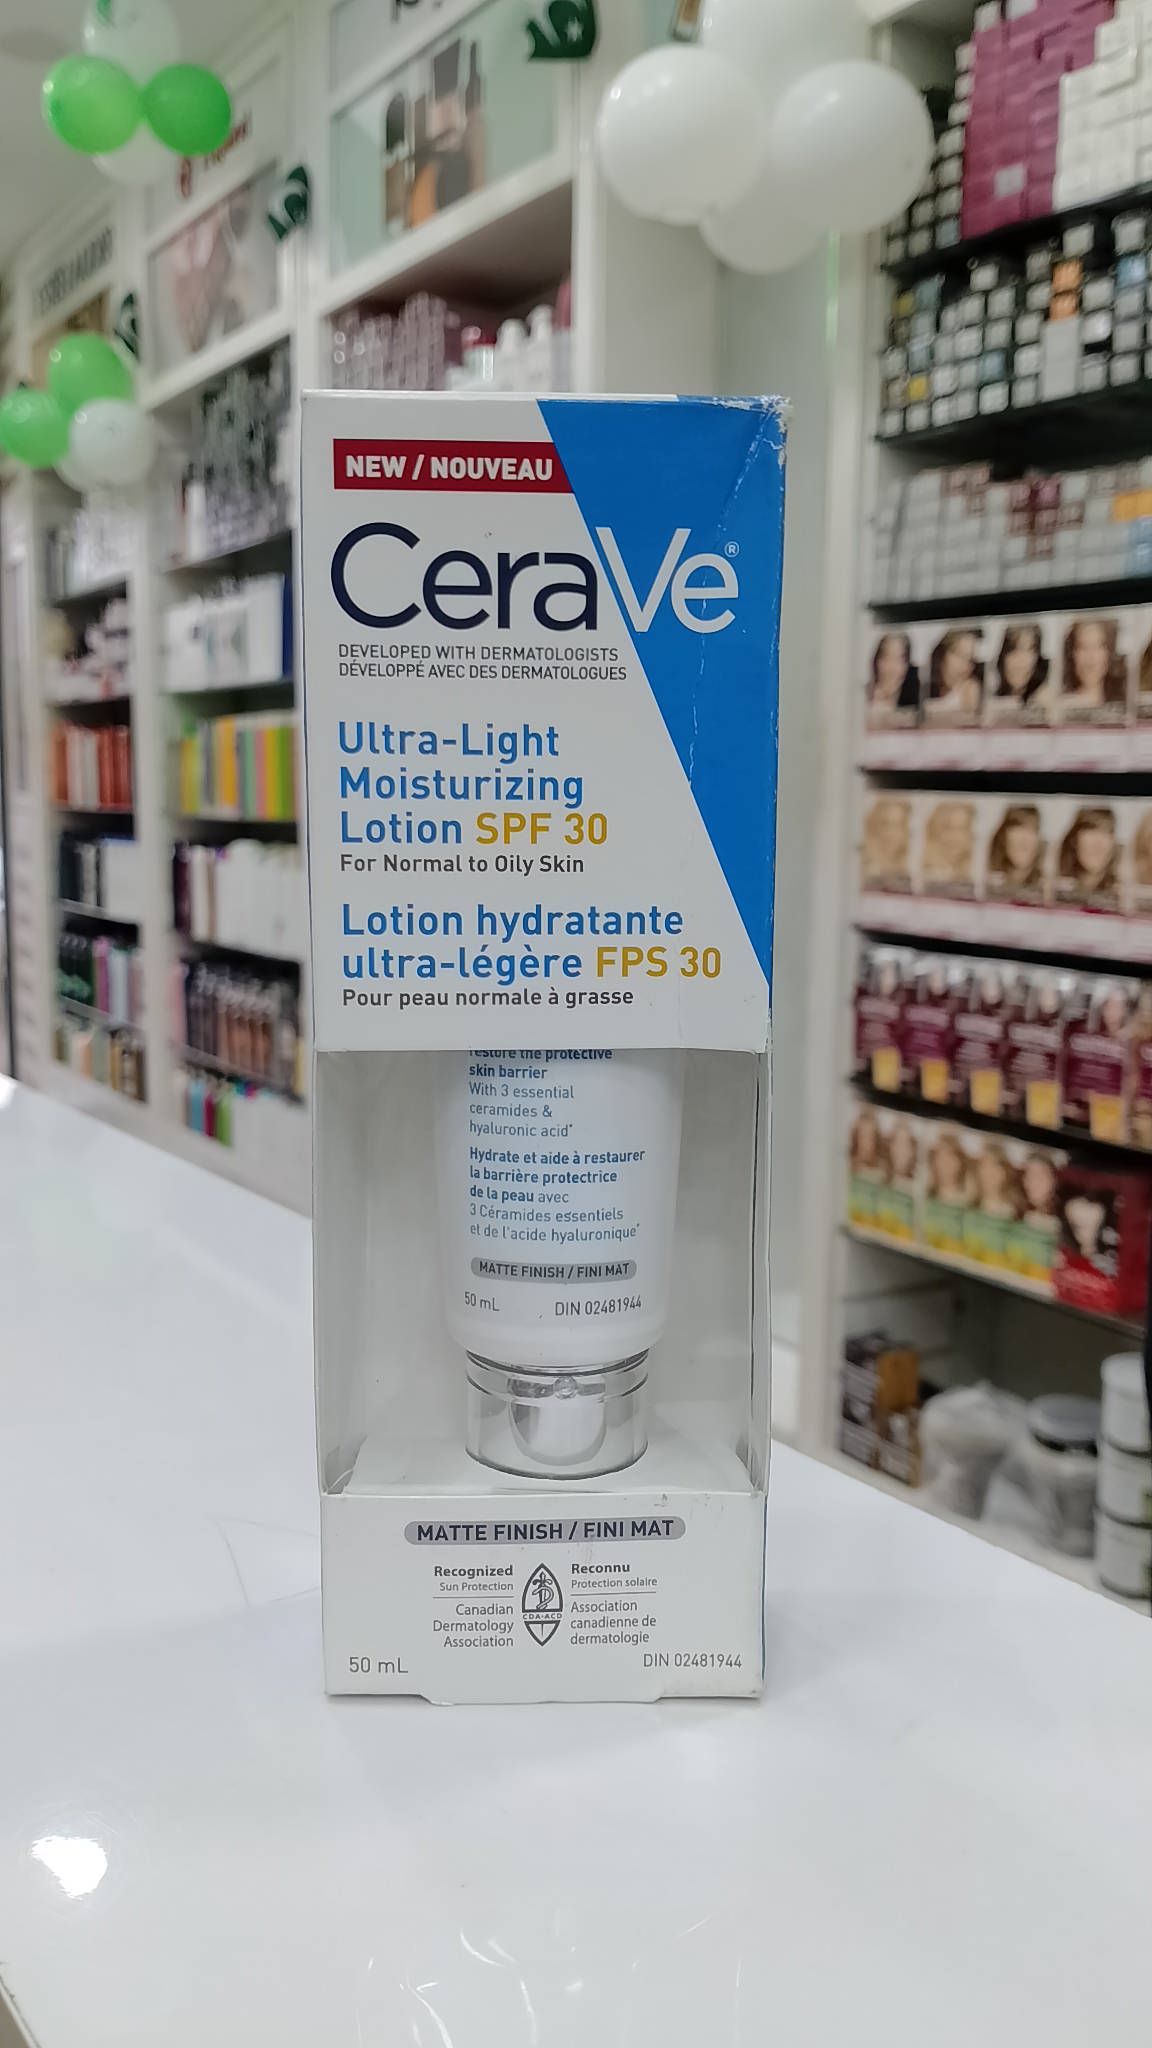 NEW / NOUVEAU
CeraVe®
DEVELOPED WITH DERMATOLOGISTS
DÉVELOPPÉ AVEC DES DERMATOLOGUES
Ultra-Light
Moisturizing
Lotion SPF 30
For Normal to Oily Skin
Lotion hydratante
ultra-légère FPS 30
Pour peau normale à grasse
restore the protective
skin barrier
With 3 essential
ceramides &
hyaluronic acid*
Hydrate et aide à restaurer
la barrière protectrice
de la peau avec
3 Céramides essentiels
et de l'acide hyaluronique*
MATTE FINISH / FINI MAT
50 mL DIN 02481944
MATTE FINISH / FINI MAT
Recognized
Sun Protection
Canadian
Dermatology
Association
CDA-ACD
Reconnu
Protection solaire
Association
canadienne de
dermatologie
50 mL DIN 02481944